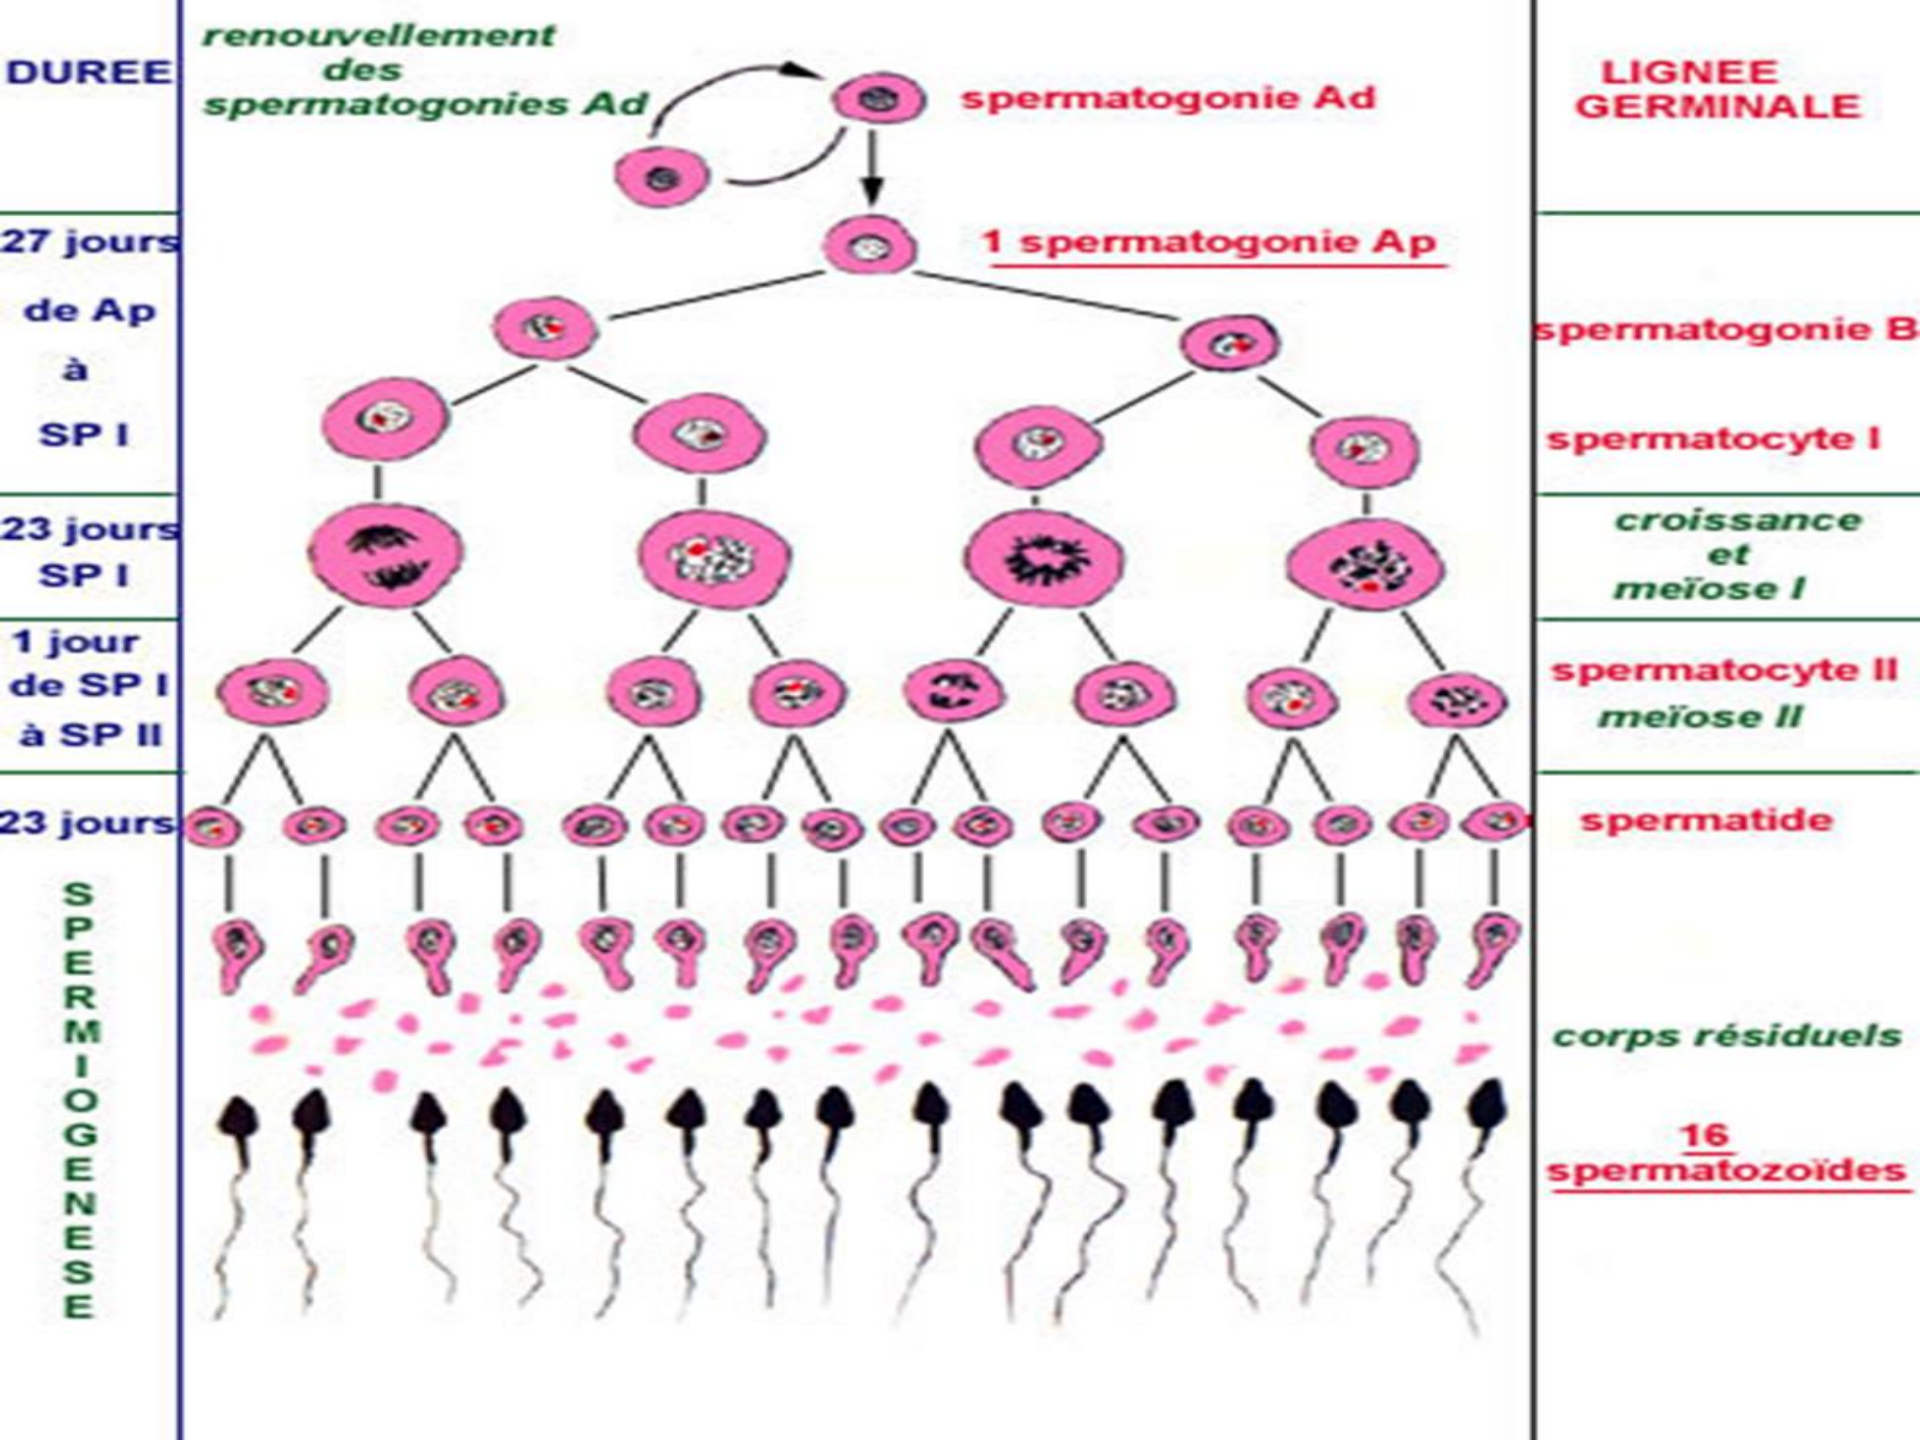 DUREE
27 jours
de Ap
à
SP I
23 jours
SP I
1 jour
de SP I
à SP II
23 jours
S
P
E
R
M
I
O
G
E
N
E
S
E
renouvellement
des
spermatogonies Ad
spermatogonie Ad
1 spermatogonie Ap
LIGNEE
GERMINALE
spermatogonie B
spermatocyte I
croissance
et
meïose I
spermatocyte II
meïose II
spermatide
corps résiduels
16
spermatozoïdes